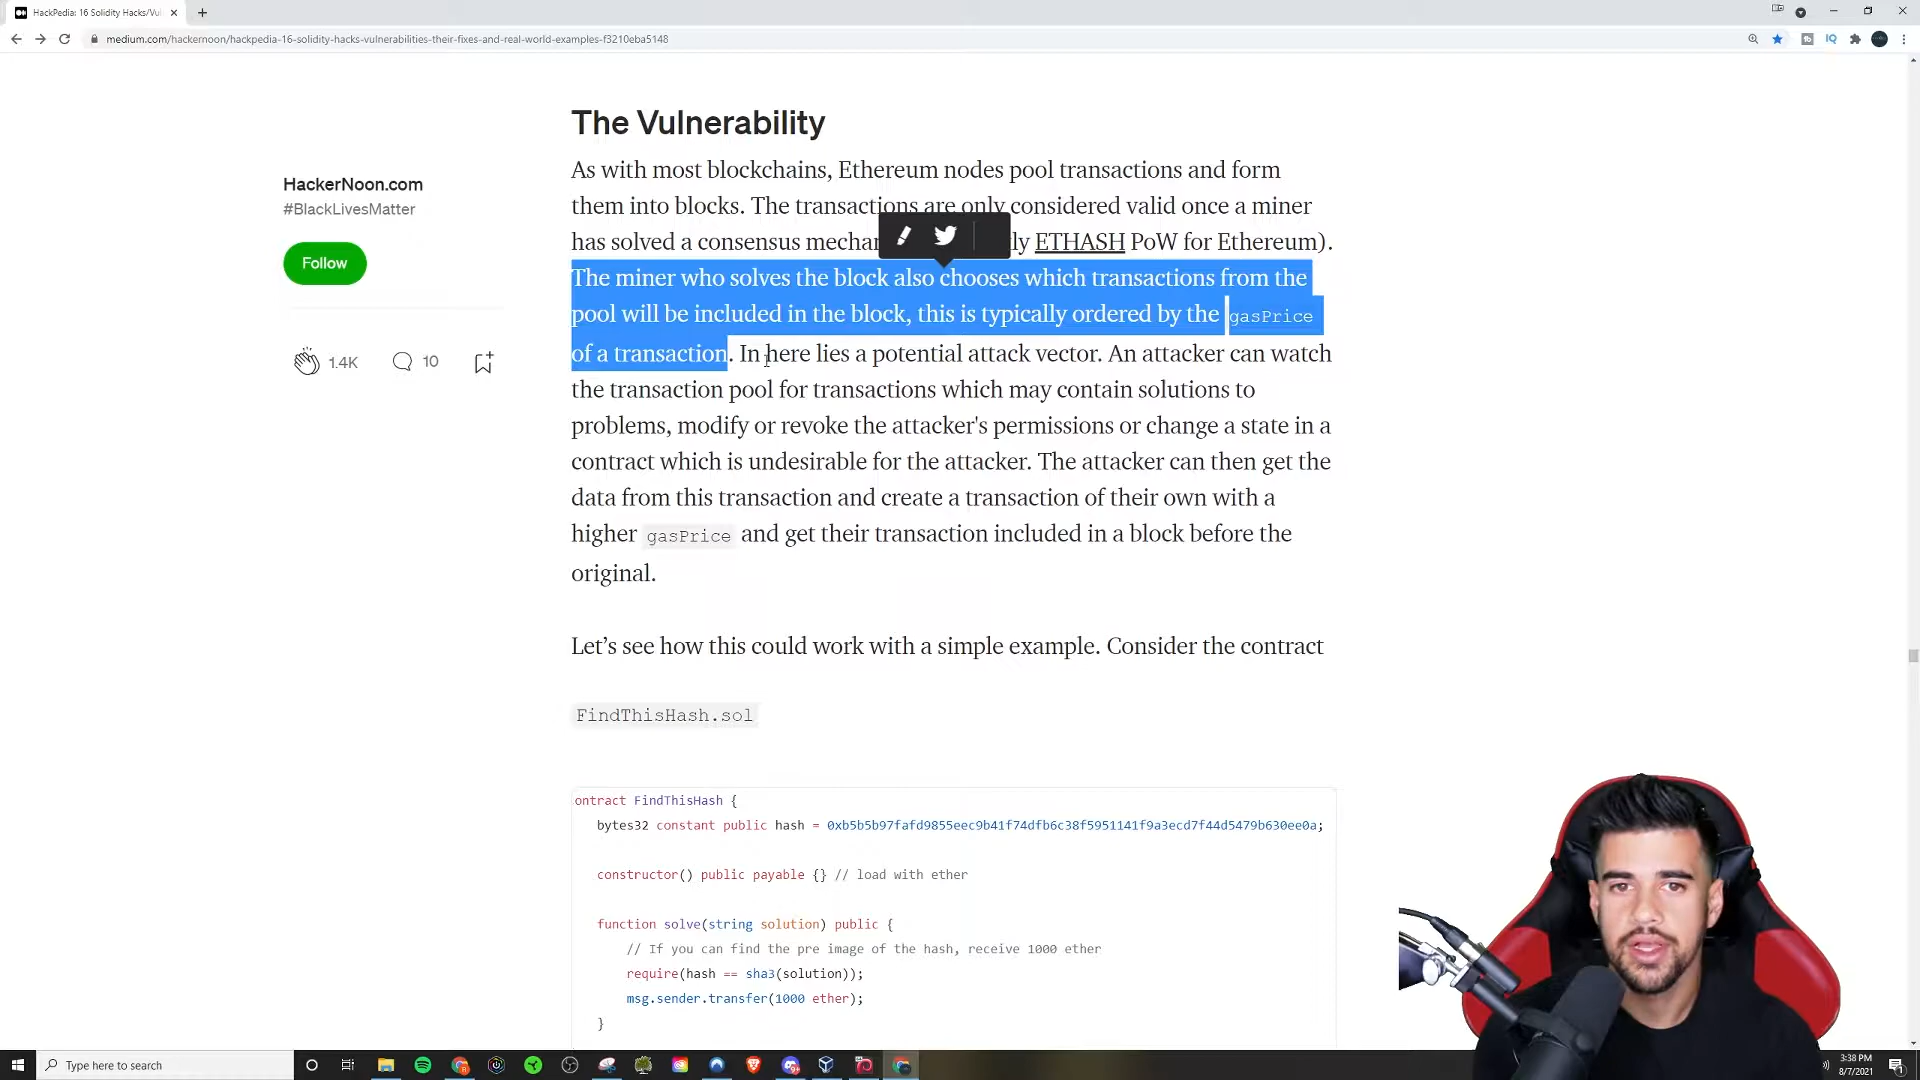 HackPedia: 16 Solidity Hacks/Vul
medium.com/hackernoon/hackpedia-16-solidity-hacks-vulnerabilities-their-fixes-and-real-world-examples-f3210eba5148
HackerNoon.com
#BlackLivesMatter
Follow
1.4K
10
The Vulnerability
As with most blockchains, Ethereum nodes pool transactions and form
them into blocks. The transactions are only considered valid once a miner
has solved a consensus mechan ly ETHASH PoW for Ethereum).
The miner who solves the block also chooses which transactions from the
pool will be included in the block, this is typically ordered by the gasPrice
of a transaction. In here lies a potential attack vector. An attacker can watch
the transaction pool for transactions which may contain solutions to
problems, modify or revoke the attacker's permissions or change a state in a
contract which is undesirable for the attacker. The attacker can then get the
data from this transaction and create a transaction of their own with a
higher gasPrice and get their transaction included in a block before the
original.
Let’s see how this could work with a simple example. Consider the contract
FindThisHash.sol
ontract FindThisHash {
bytes32 constant public hash = 0xb5b5b97fafd9855eec9b41f74dfb6c38f5951141f9a3ecd7f44d5479b630ee0a;
constructor() public payable {} // load with ether
function solve(string solution) public {
// If you can find the pre image of the hash, receive 1000 ether
require(hash == sha3(solution));
msg.sender.transfer(1000 ether);
}
Type here to search
3:38 PM
8/7/2021